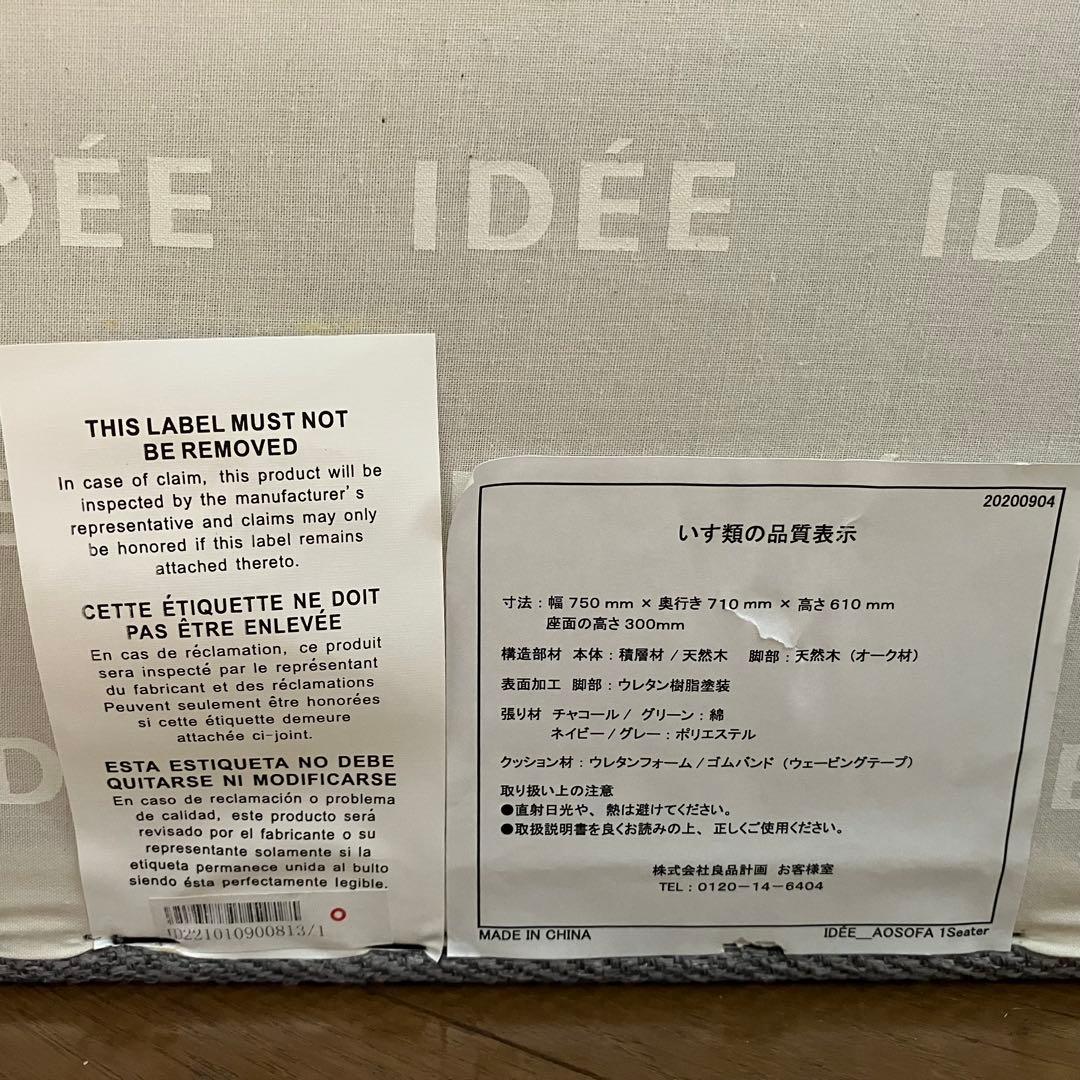 DÉE IDÉE ID
THIS LABEL MUST NOT
BE REMOVED
In case of claim, this product will be
inspected by the manufacturer's
representative and claims may only
be honored if this label remains
attached thereto.
CETTE ÉTIQUETTE NE DOIT
PAS ÊTRE ENLEVÉE
En cas de réclamation, ce produit
sera inspecté par le représentant
du fabricant et des réclamations
Peuvent seulement être honorées
si cette étiquette demeure
attachée ci-joint.
ESTA ESTIQUETA NO DEBE
QUITARSE NI MODIFICARSE
En caso de reclamación o problema
de calidad, este producto será
revisado por el fabricante o su
representante solamente si la
etiqueta permanece unida al bulto
siendo ésta perfectamente legible.
ID221010900813/1
20200904
いす類の品質表示
寸法：幅 750 mm × 奥行き 710 mm × 高さ 610 mm
座面の高さ 300mm
構造部材 本体：積層材 / 天然木 脚部：天然木（オーク材）
表面加工 脚部：ウレタン樹脂塗装
張り材 チャコール / グリーン：綿
ネイビー / グレー：ポリエステル
クッション材：ウレタンフォーム / ゴムバンド（ウェービングテープ）
取り扱い上の注意
●直射日光や、熱は避けてください。
●取扱説明書を良くお読みの上、正しくご使用ください。
株式会社良品計画 お客様室
TEL：0120－14－6404
MADE IN CHINA
IDÉE__AOSOFA 1Seater